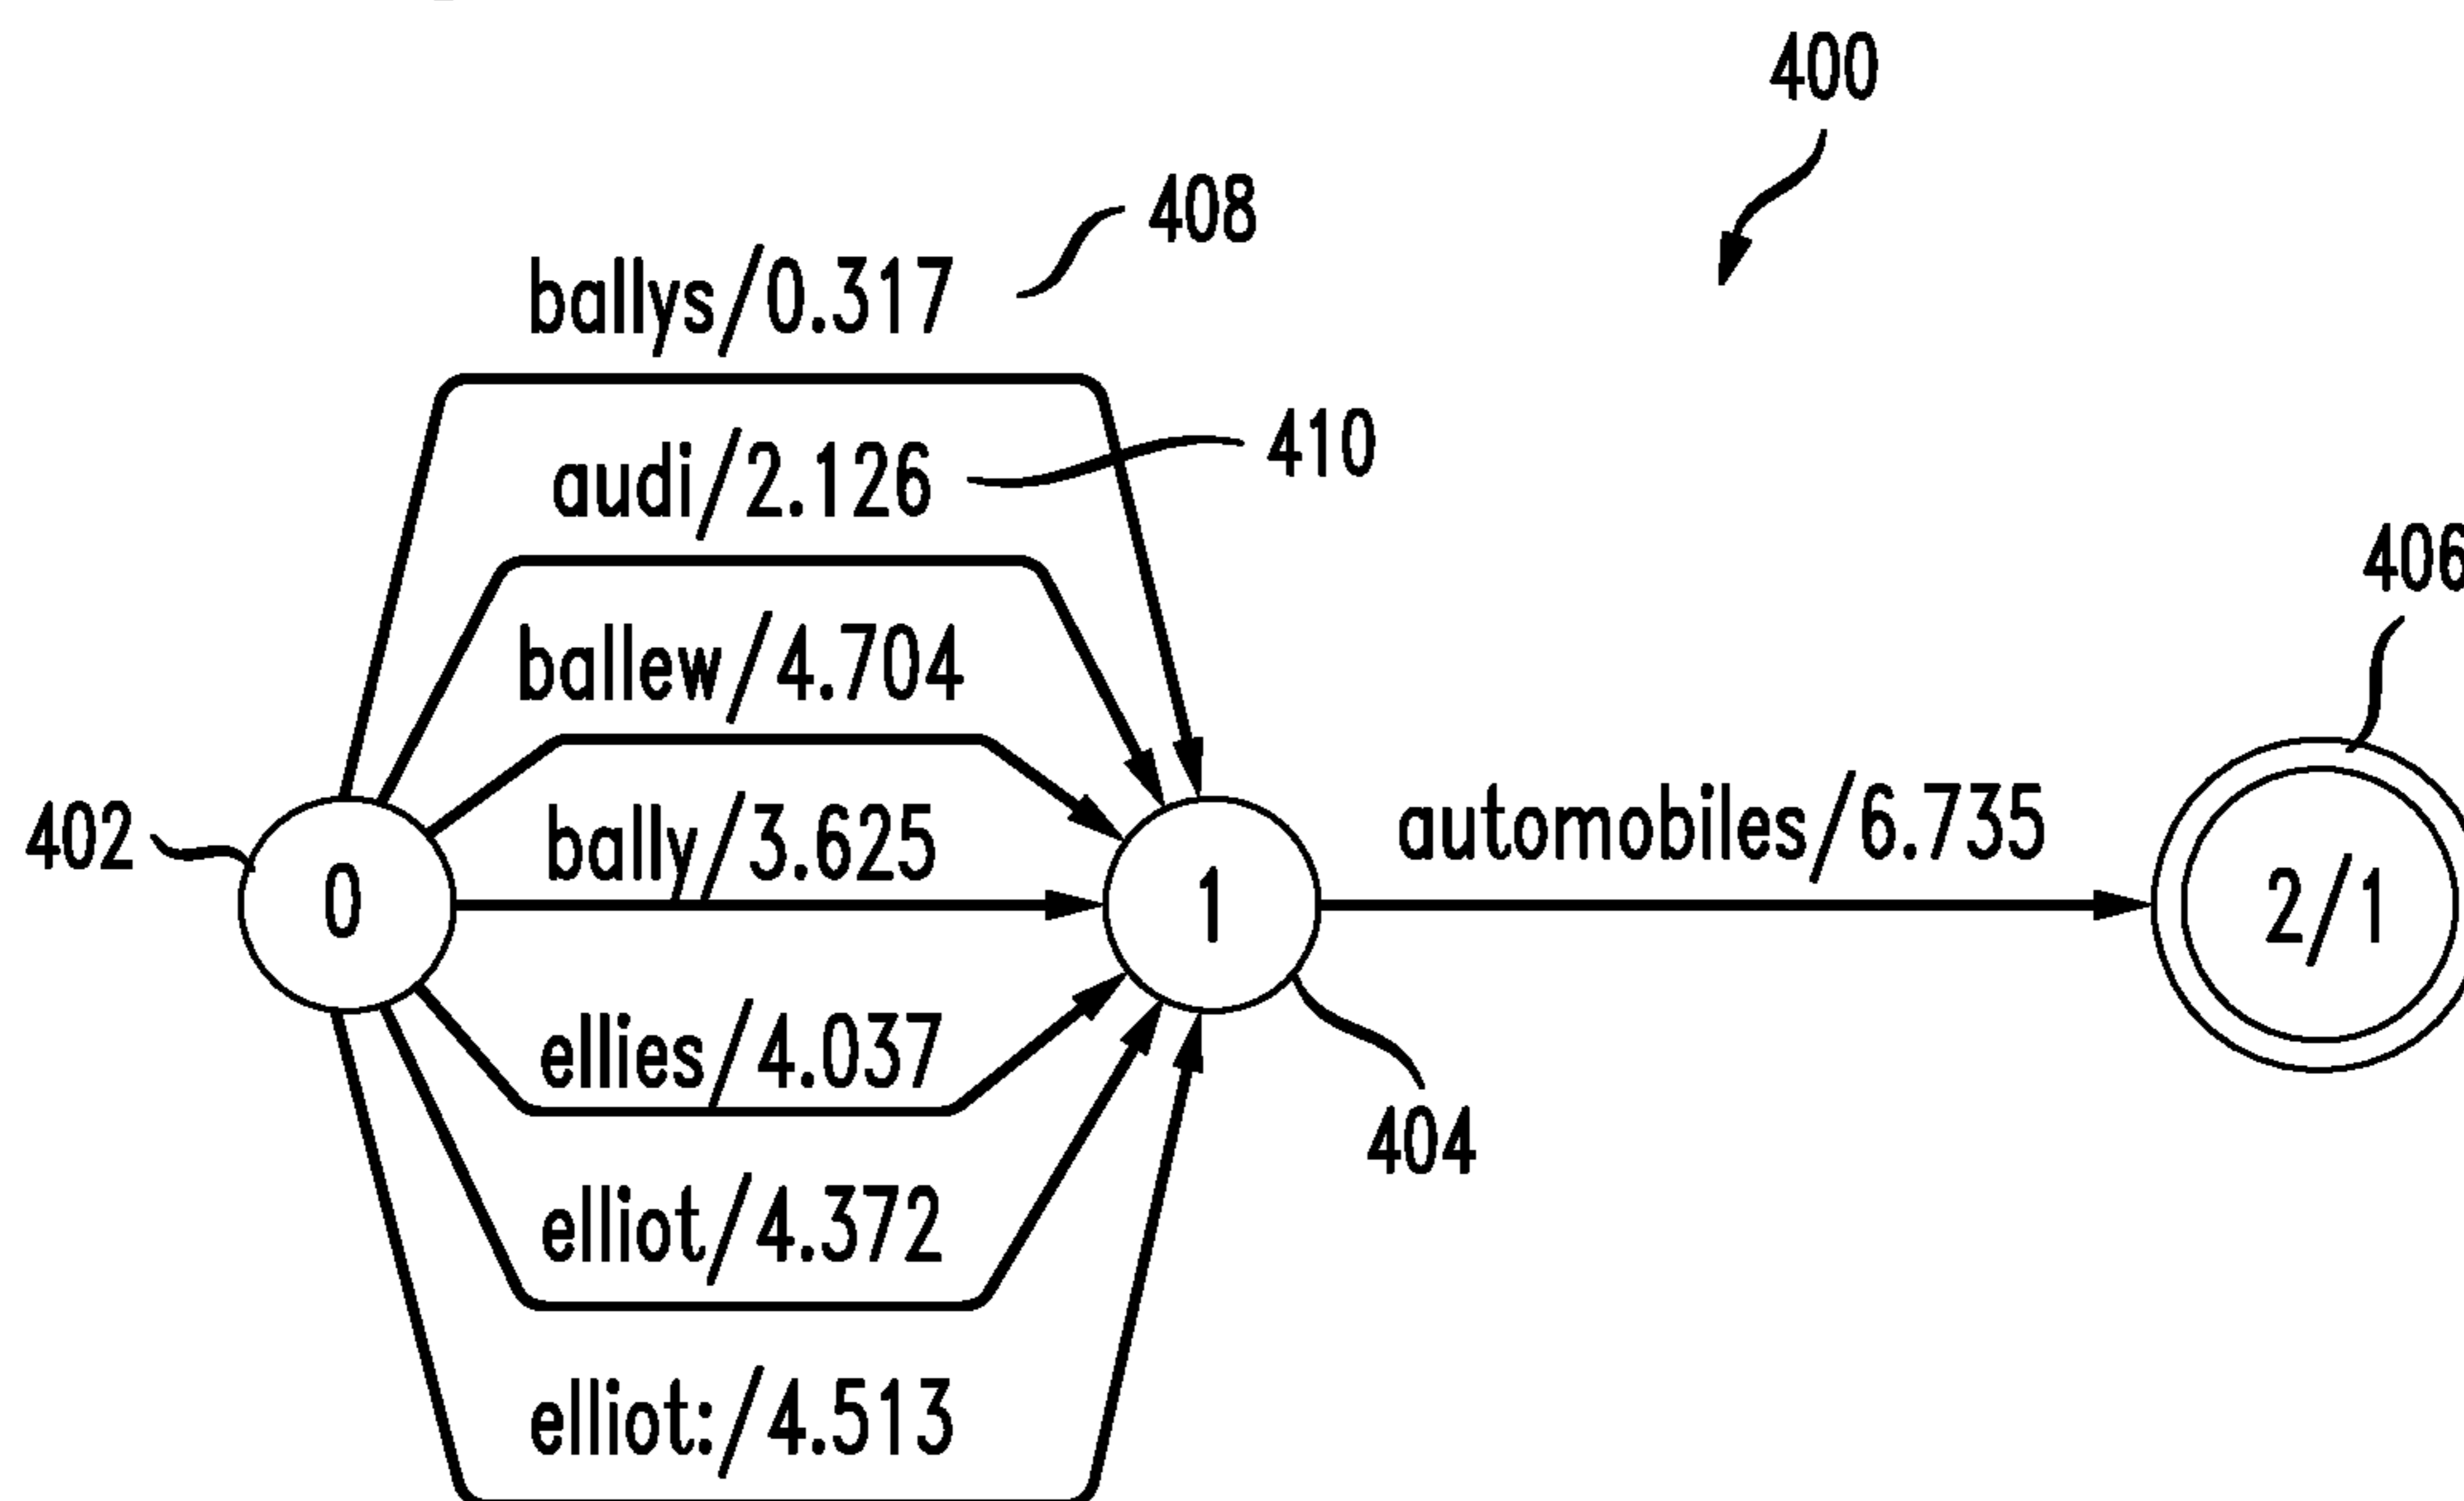 400
408
ballys/0.317
410
audi/2.126
406
ballew/4.704
automobiles/6.735
402
bally/3.625
0
1
2/1
ellies/4.037
404
elliot/4.372
elliot:/4.513